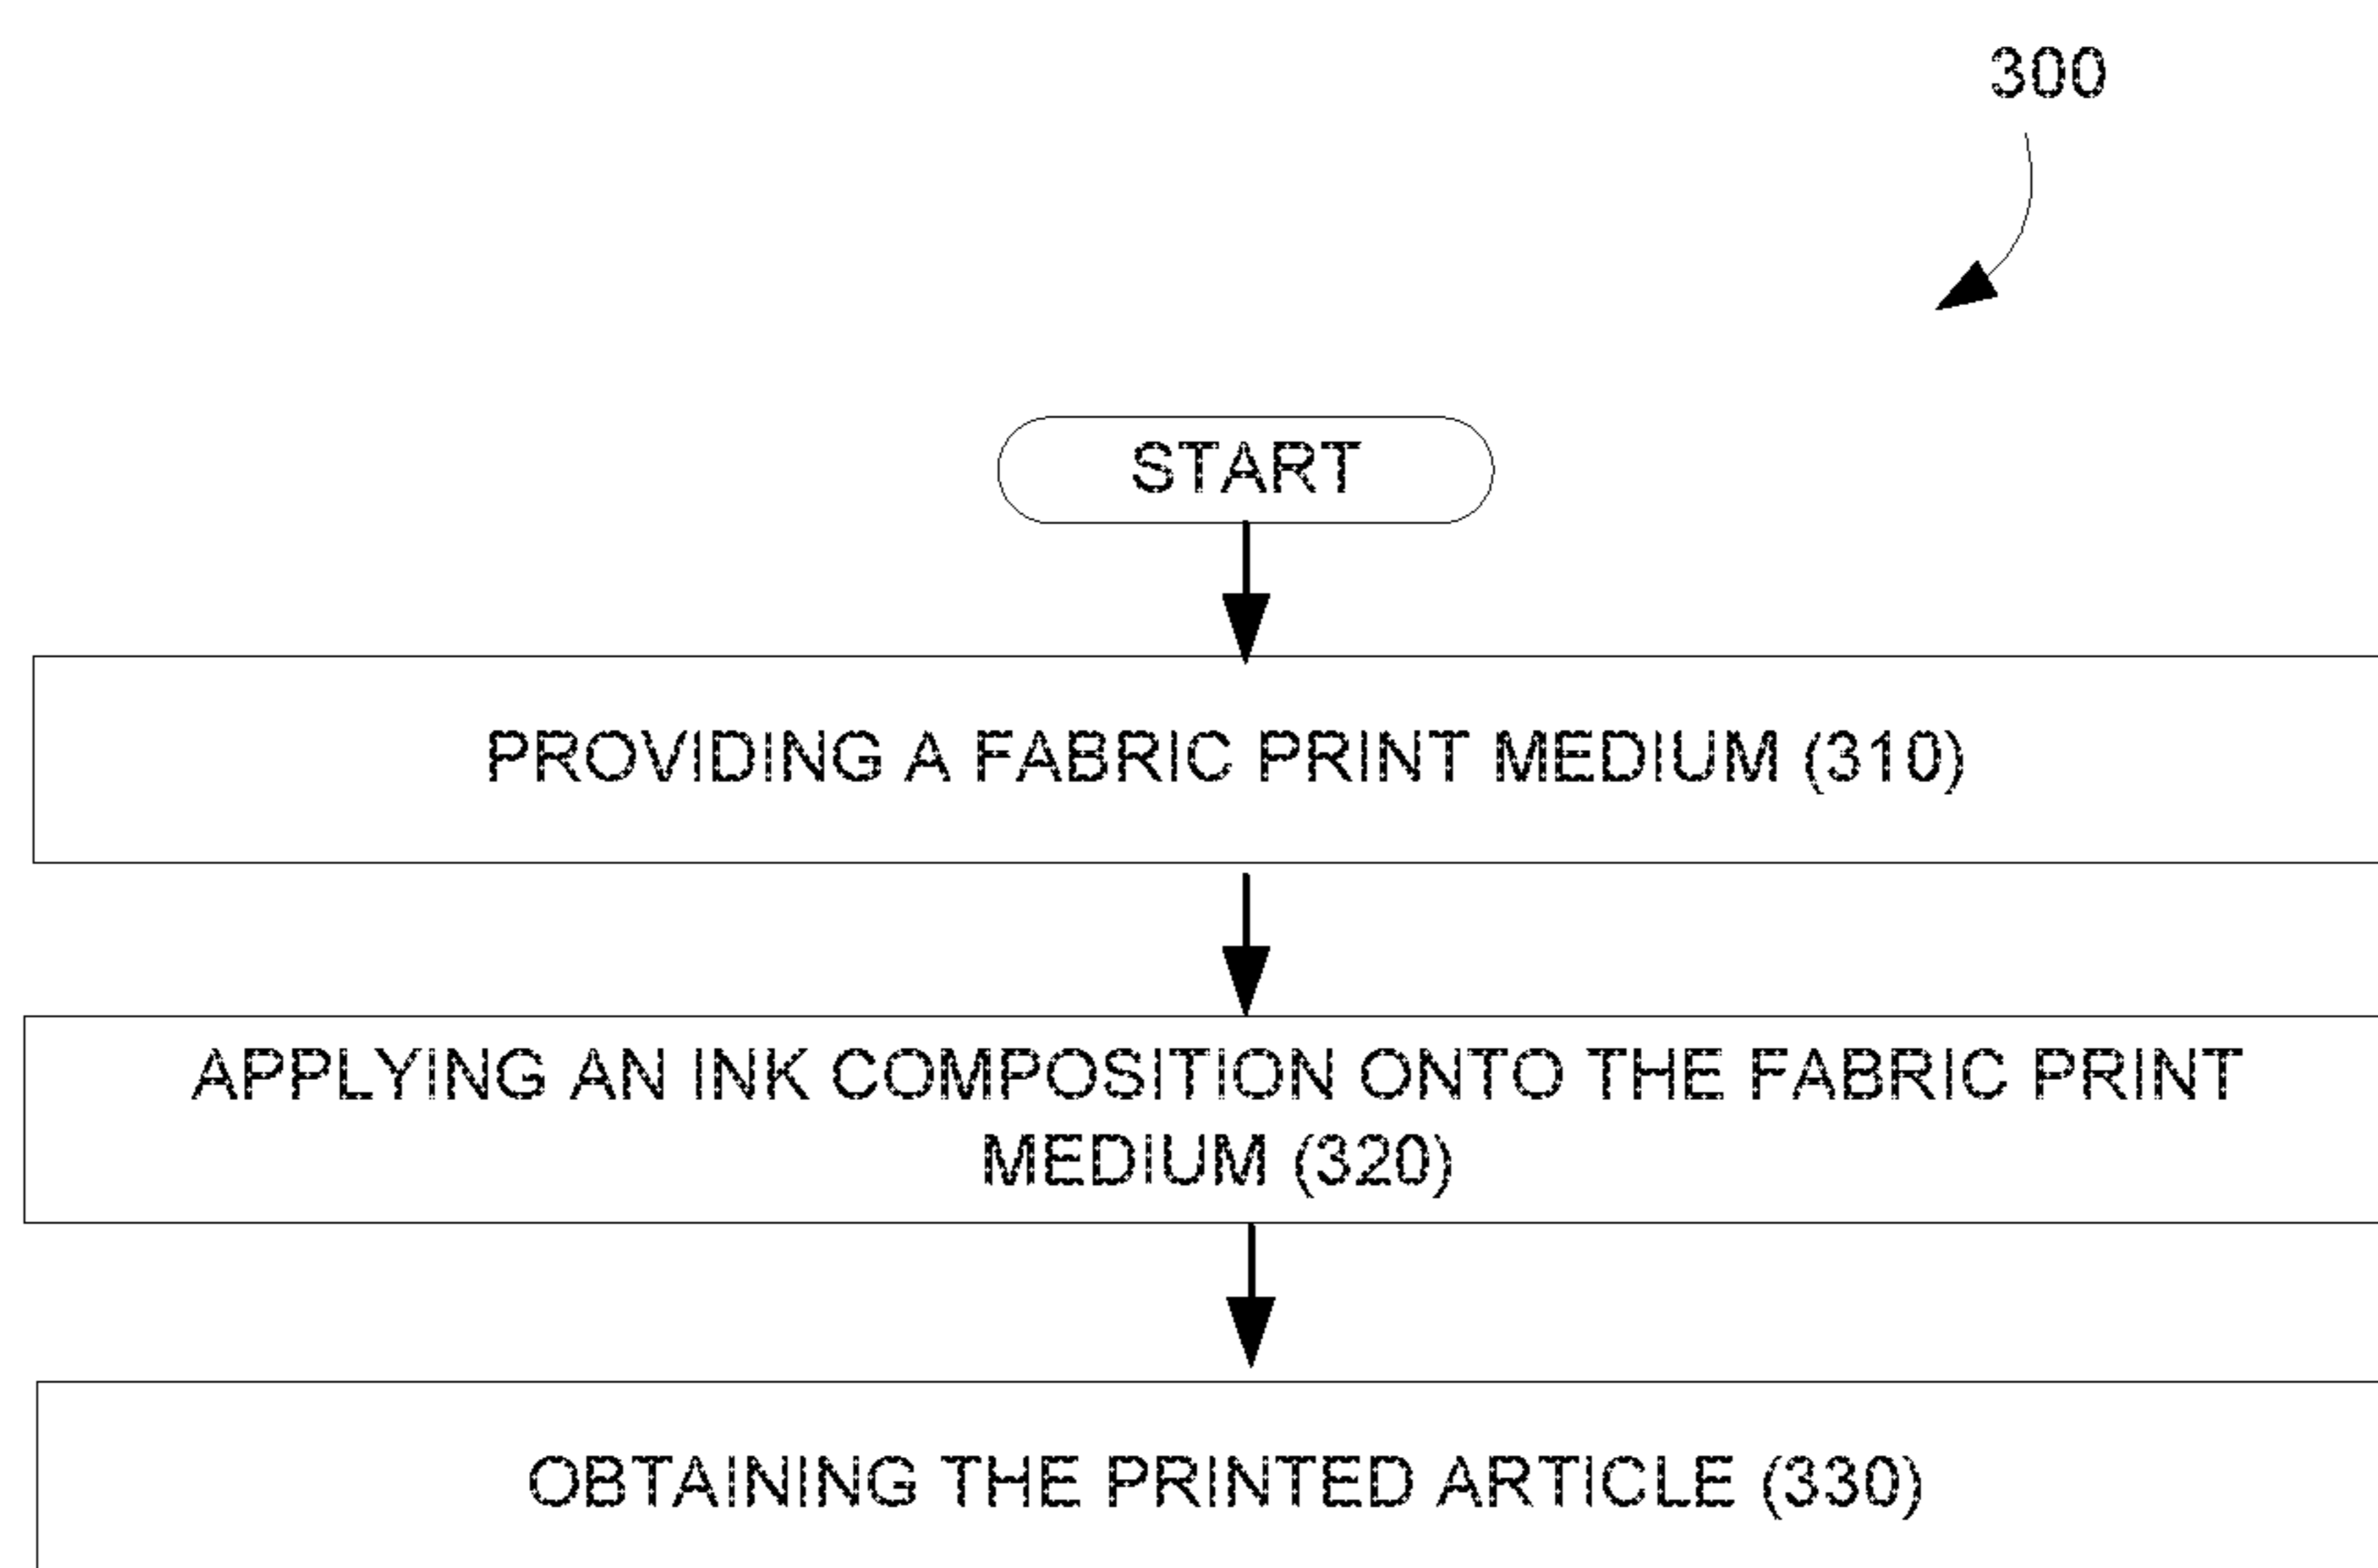 300
START
PROVIDING A FABRIC PRINT MEDIUM (310)
APPLYING AN INK COMPOSITION ONTO THE FABRIC PRINT
MEDIUM (320)
OBTAINING THE PRINTED ARTICLE (330)